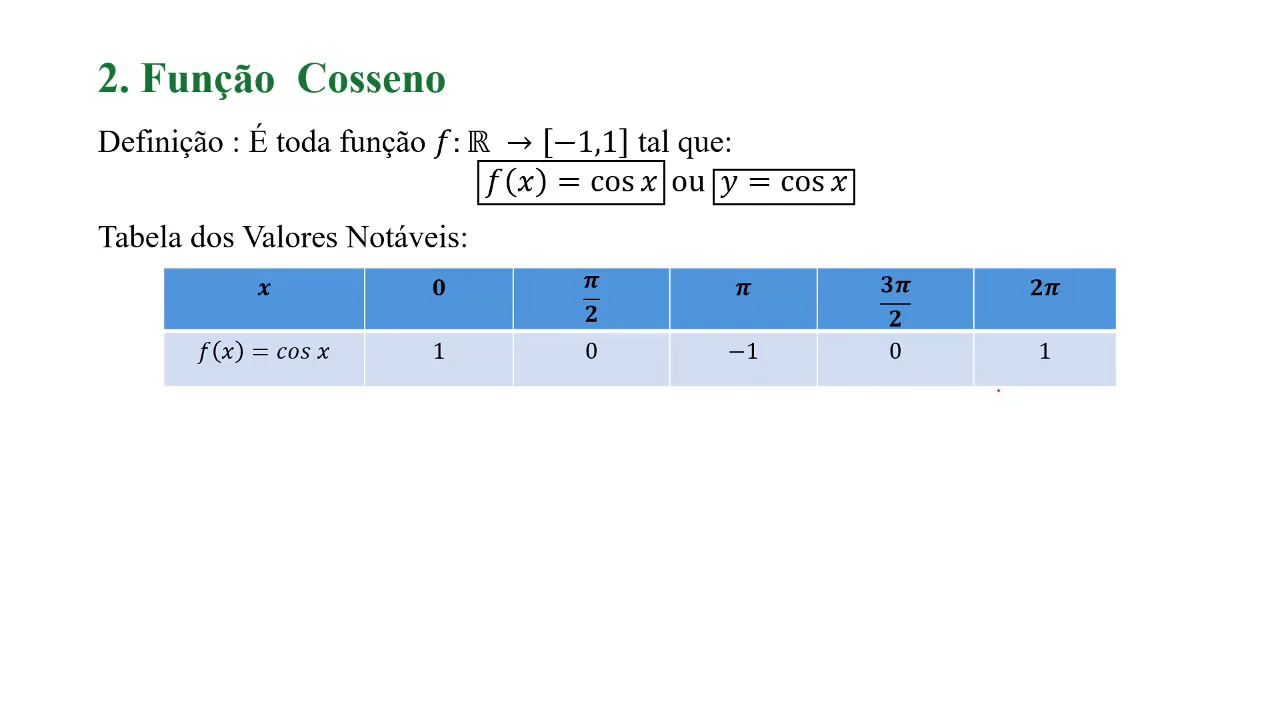 2. Função Cosseno
Definição : É toda função 𝑓: ℝ → [−1,1] tal que:
𝑓(𝑥) = cos 𝑥 ou 𝑦 = cos 𝑥
Tabela dos Valores Notáveis:
𝒙 𝟎 𝝅/𝟐 𝝅 𝟑𝝅/𝟐 𝟐𝝅
𝑓(𝑥) = 𝑐𝑜𝑠 𝑥 1 0 −1 0 1